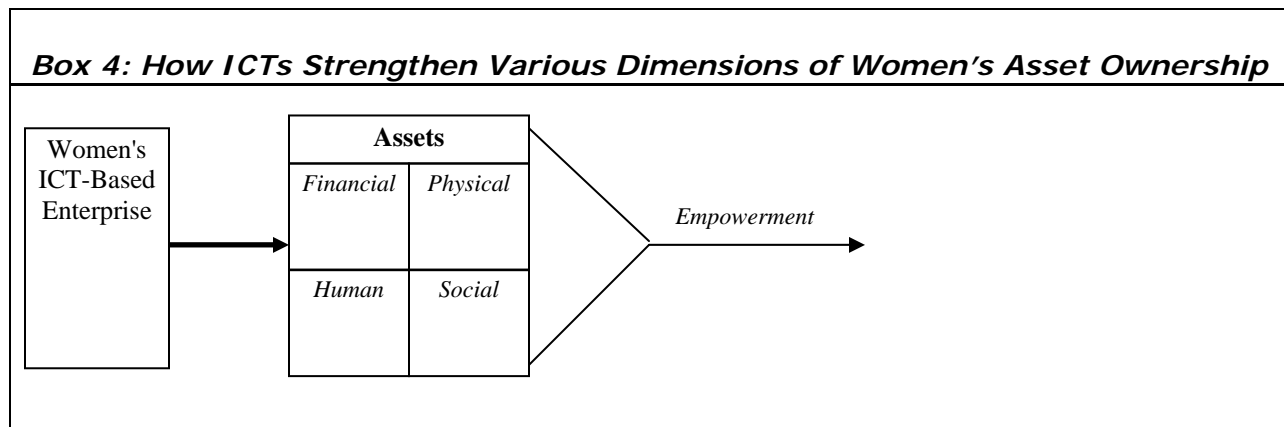 Box 4: How ICTs Strengthen Various Dimensions of Women's Asset Ownership
Women's
ICT-Based
Enterprise
Assets
Financial
Physical
Human
Social
Empowerment